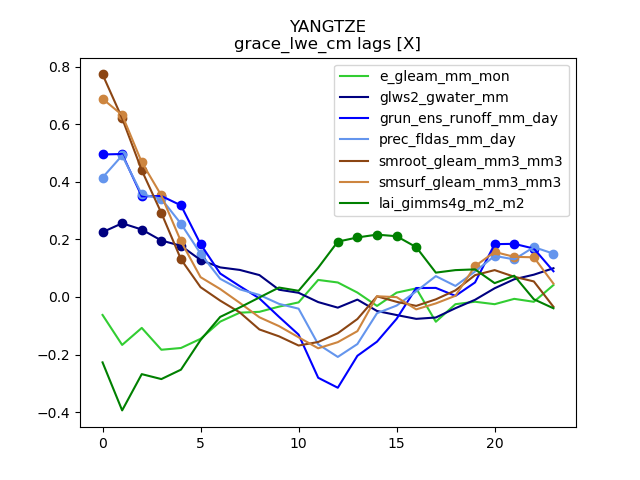 YANGTZE
grace_lwe_cm lags [X]
e_gleam_mm_mon
glws2_gwater_mm
grun_ens_runoff_mm_day
prec_fldas_mm_day
smroot_gleam_mm3_mm3
smsurf_gleam_mm3_mm3
lai_gimms4g_m2_m2
0.8
0.6
0.4
0.2
0.0
−0.2
−0.4
0
5
10
15
20